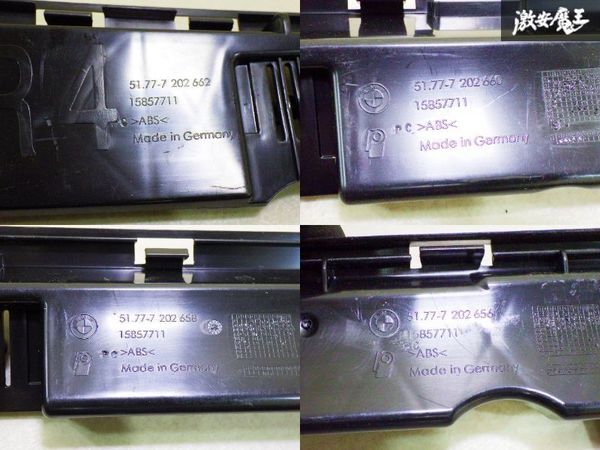 激安魔王
R4
51.77-7 202 662
15857711
>ABS<
Made in Germany
51.77-7 202 660
15857711
>ABS<
Made in Germany
51.77-7 202 658
15857711
>ABS<
Made in Germany
51.77-7 202 656
15857711
>ABS<
Made in Germany